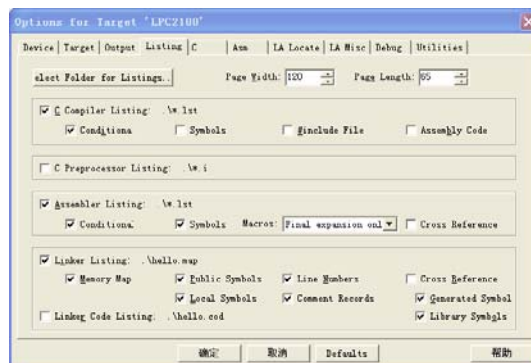 Options for Target 'LPC2100'
Device Target Output Listing C Asm LA Locate LA Misc Debug Utilities
elect Folder for Listings.. Page Width: 120 Page Length: 65
C Compiler Listing: .\*.lst
Conditiona Symbols #include File Assembly Code
C Preprocessor Listing: .\*.i
Assembler Listing: .\*.lst
Conditiona. Symbols Macros: Final expansion onl Cross Reference
Linker Listing: .\hello.map
Memory Map Public Symbols Line Numbers Cross Reference
Local Symbols Comment Records Generated Symbol
Linker Code Listing: .\hello.cod Library Symbols
确定 取消 Defaults 帮助